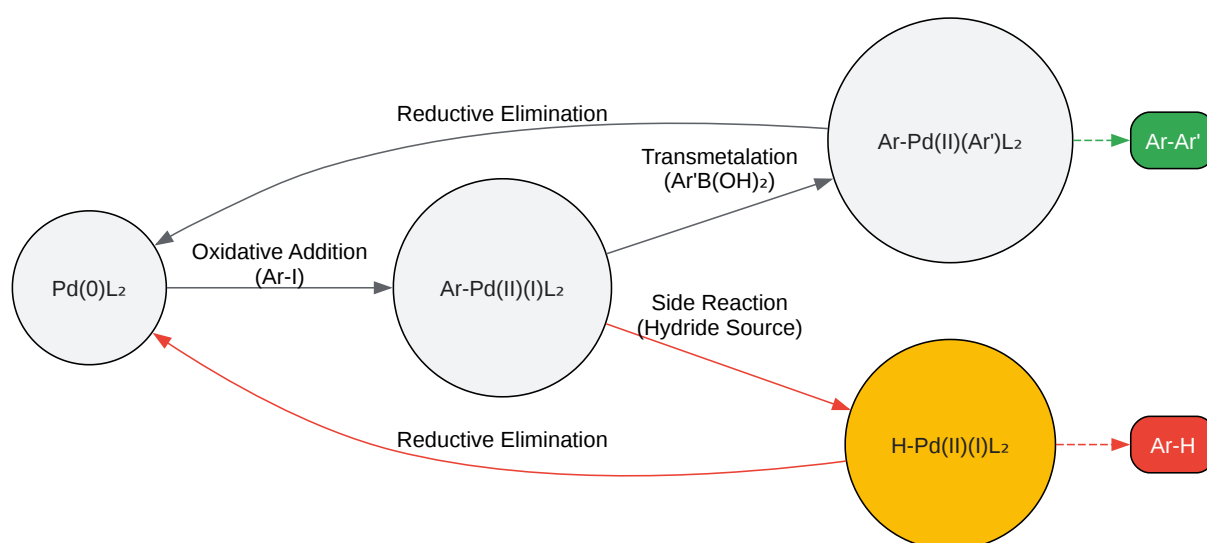 Reductive Elimination
Ar-Pd(II)(Ar')L₂
Ar-Ar'
Transmetalation
(Ar'B(OH)₂)
Oxidative Addition
(Ar-I)
Pd(0)L₂
Ar-Pd(II)(I)L₂
Side Reaction
(Hydride Source)
Reductive Elimination
H-Pd(II)(I)L₂
Ar-H